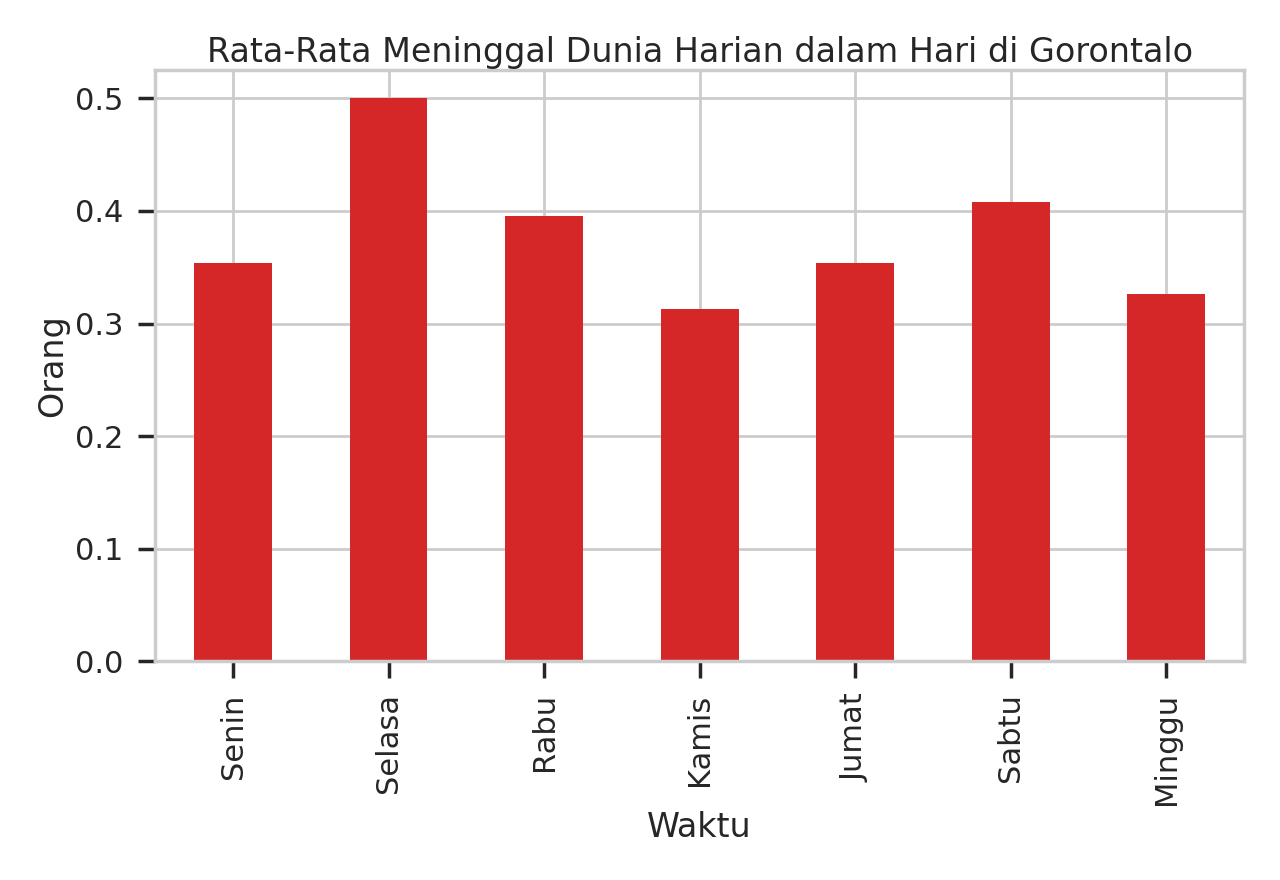 Rata-Rata Meninggal Dunia Harian dalam Hari di Gorontalo
0.5
0.4
0.3
0.2
0.1
0.0
Orang
Senin
Selasa
Rabu
Kamis
Jumat
Sabtu
Minggu
Waktu